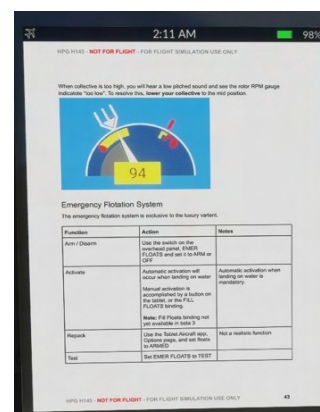 2:11 AM
98%
HPG H145 - NOT FOR FLIGHT - FOR FLIGHT SIMULATION USE ONLY
When collective is too high, you will hear a low pitched sound and see the rotor RPM gauge
indicatate "too low". To resolve this, lower your collective to the mid position.
94
Emergency Flotation System
The emergency flotation system is exclusive to the luxury varient.
Function Action Notes
Arm / Disarm Use the switch on the
overhead panel, EMER
FLOATS and set it to ARM or
OFF
Activate Automatic activation will Automatic activation when
occur when landing on water landing on water is
mandatory.
Manual activation is
accomplished by a button on
the tablet, or the FILL
FLOATS binding.
Note: Fill Floats binding not
yet available in beta 3
Repack Use the Tablet Aircraft app, Not a realistic function
Options page, and set floats
to ARMED
Test Set EMER FLOATS to TEST
HPG H145 - NOT FOR FLIGHT - FOR FLIGHT SIMULATION USE ONLY 43